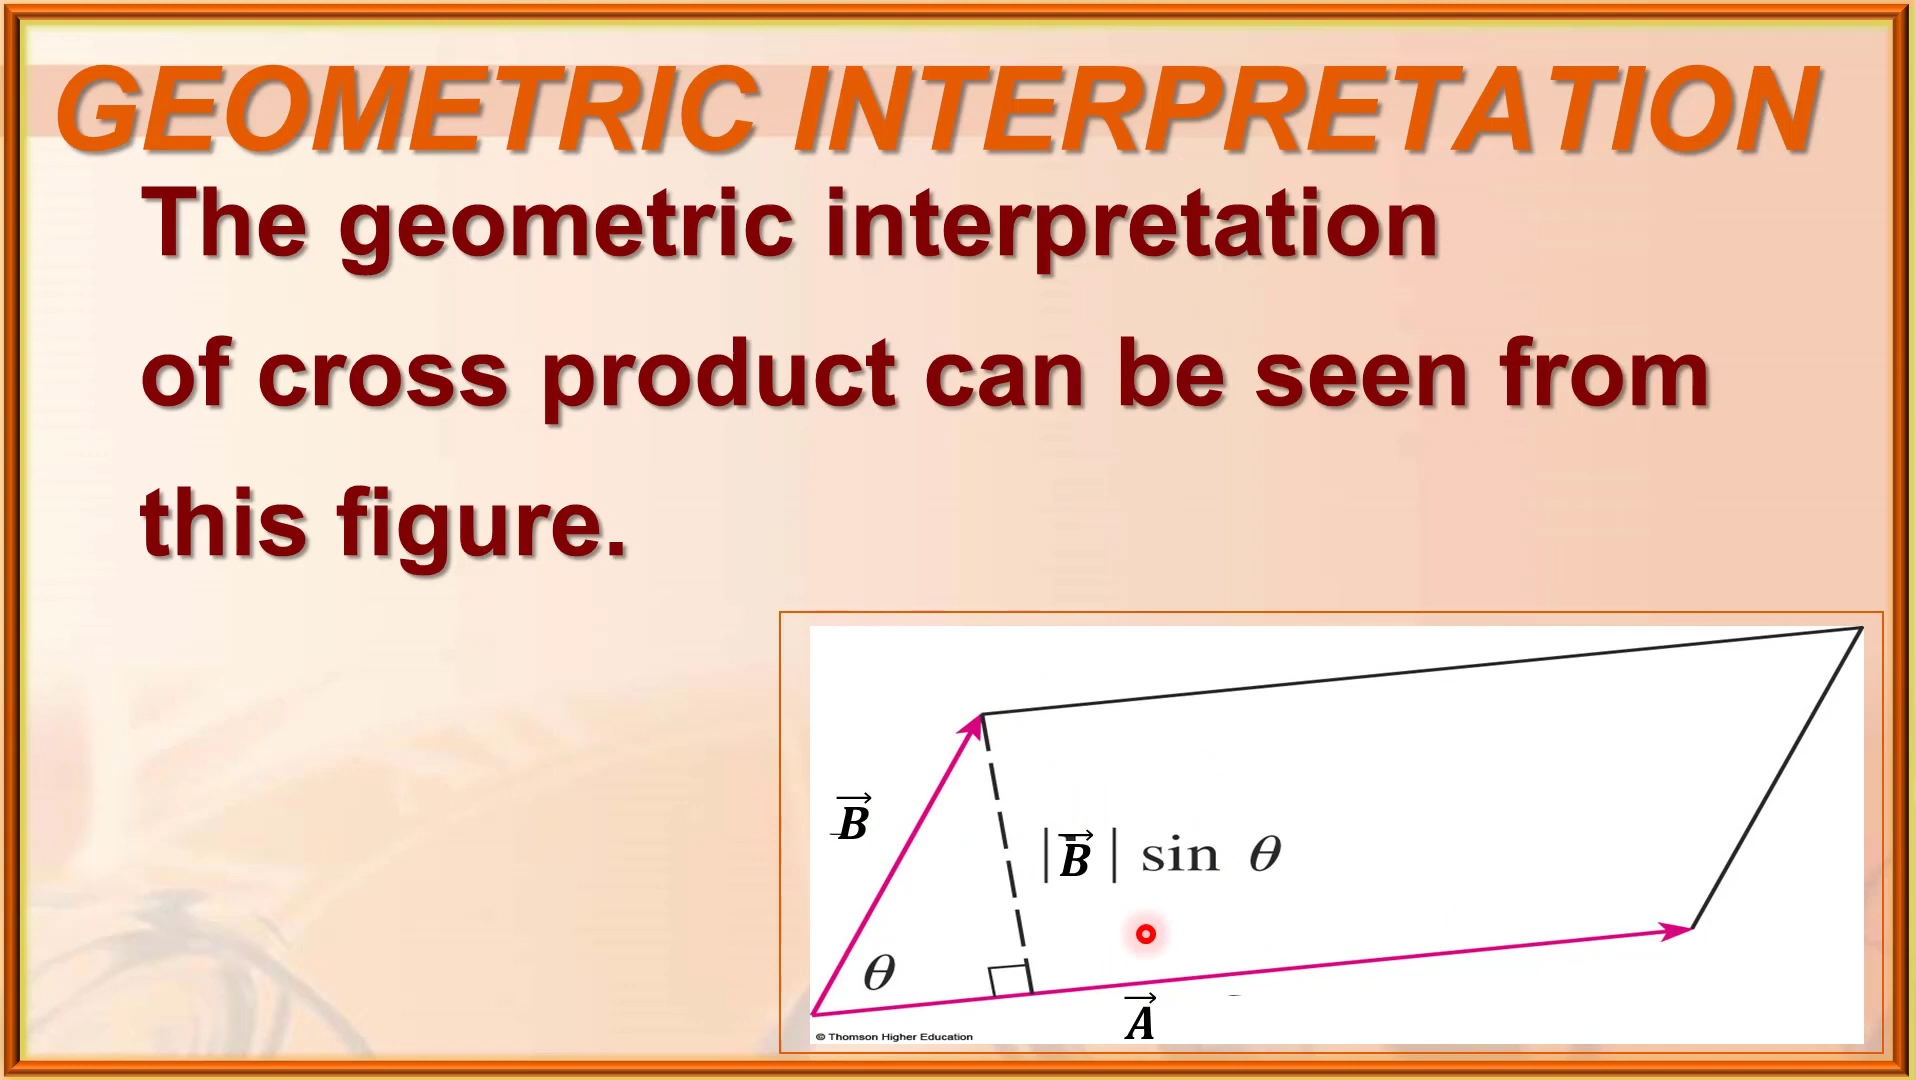 GEOMETRIC INTERPRETATION
The geometric interpretation
of cross product can be seen from
this figure.
B⃗
|B⃗| sin θ
θ
A⃗
© Thomson Higher Education